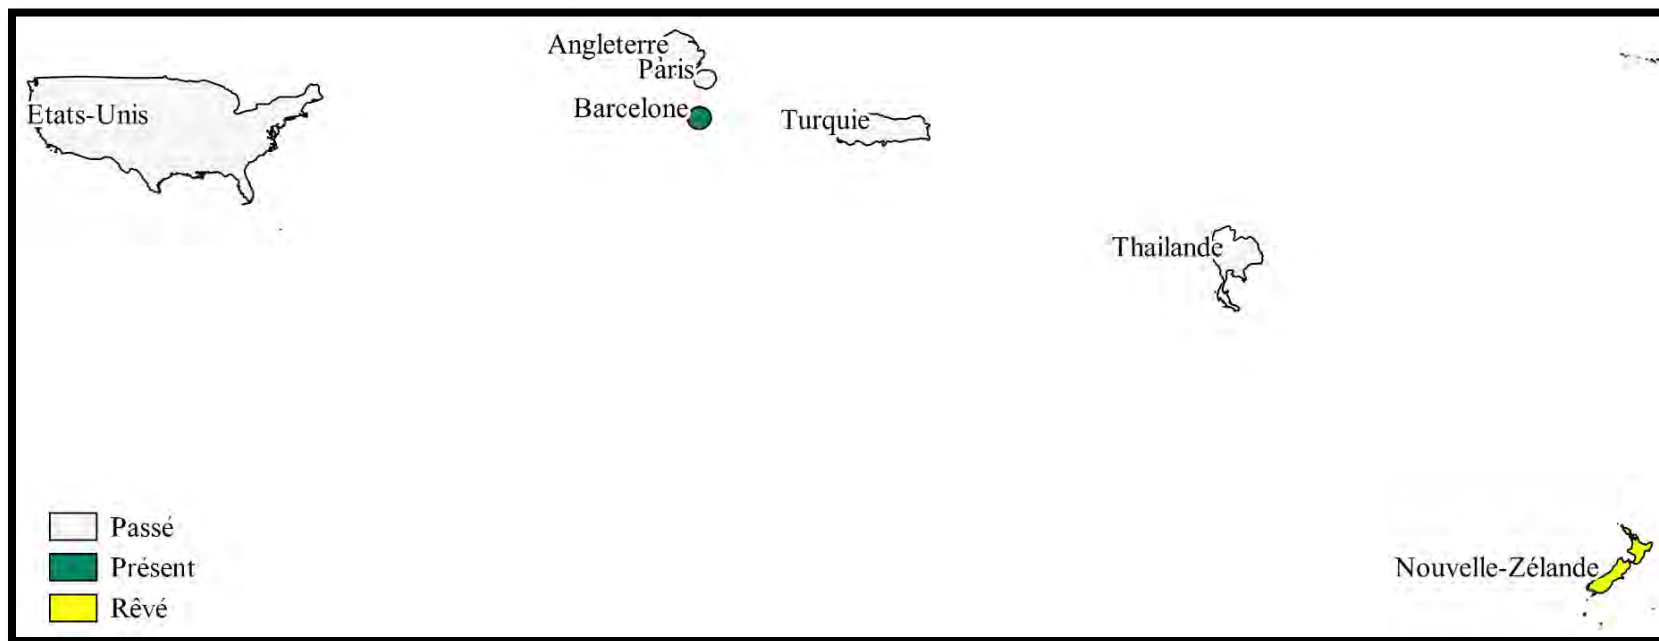 Angleterre
Paris
Etats-Unis
Barcelone
Turquie
Thailande
Passé
Présent
Nouvelle-Zélande
Rêvé